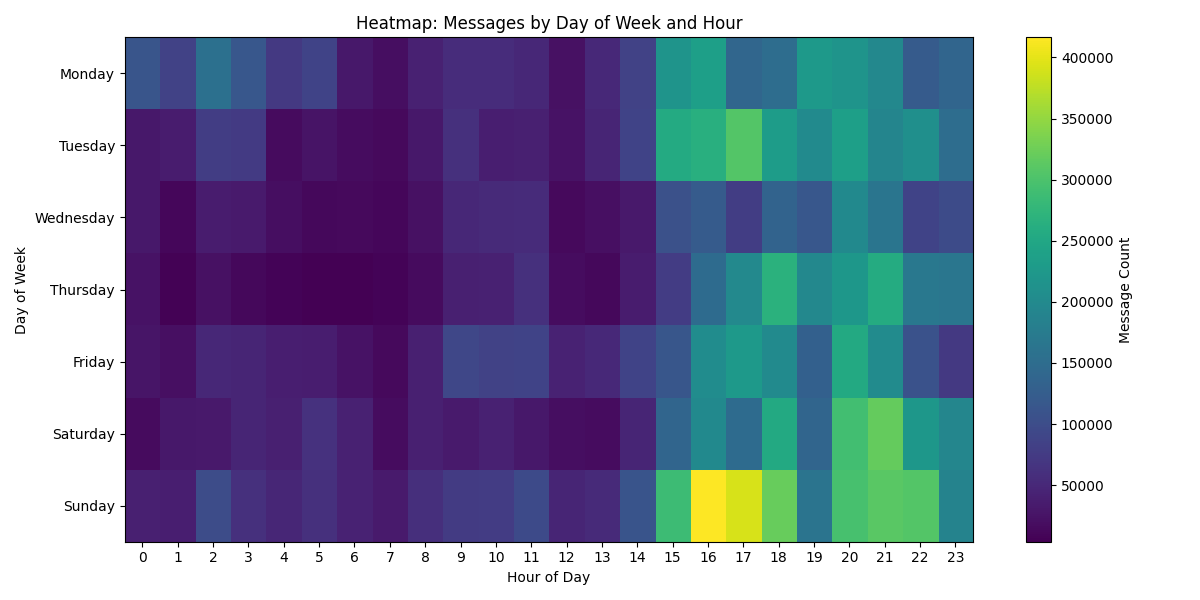 Heatmap: Messages by Day of Week and Hour
Monday
Tuesday
Wednesday
Thursday
Friday
Saturday
Sunday
Day of Week
0 1 2 3 4 5 6 7 8 9 10 11 12 13 14 15 16 17 18 19 20 21 22 23
Hour of Day
400000
350000
300000
250000
200000
150000
100000
50000
Message Count